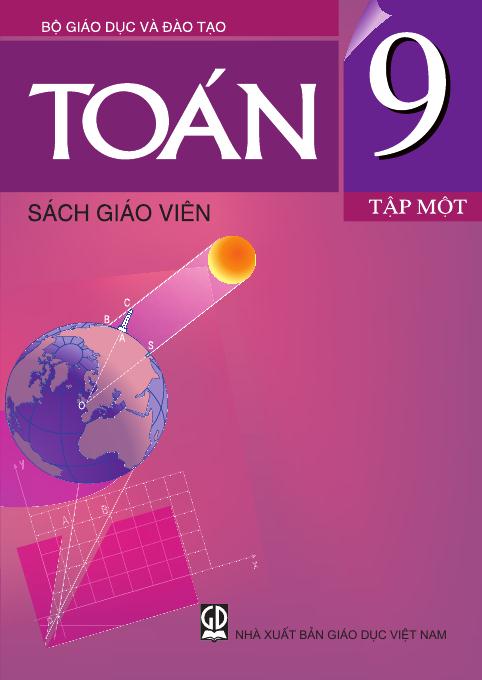 BỘ GIÁO DỤC VÀ ĐÀO TẠO
TOÁN
9
TẬP MỘT
SÁCH GIÁO VIÊN
C
B
A
S
O
y
A
B
x
GD
NHÀ XUẤT BẢN GIÁO DỤC VIỆT NAM